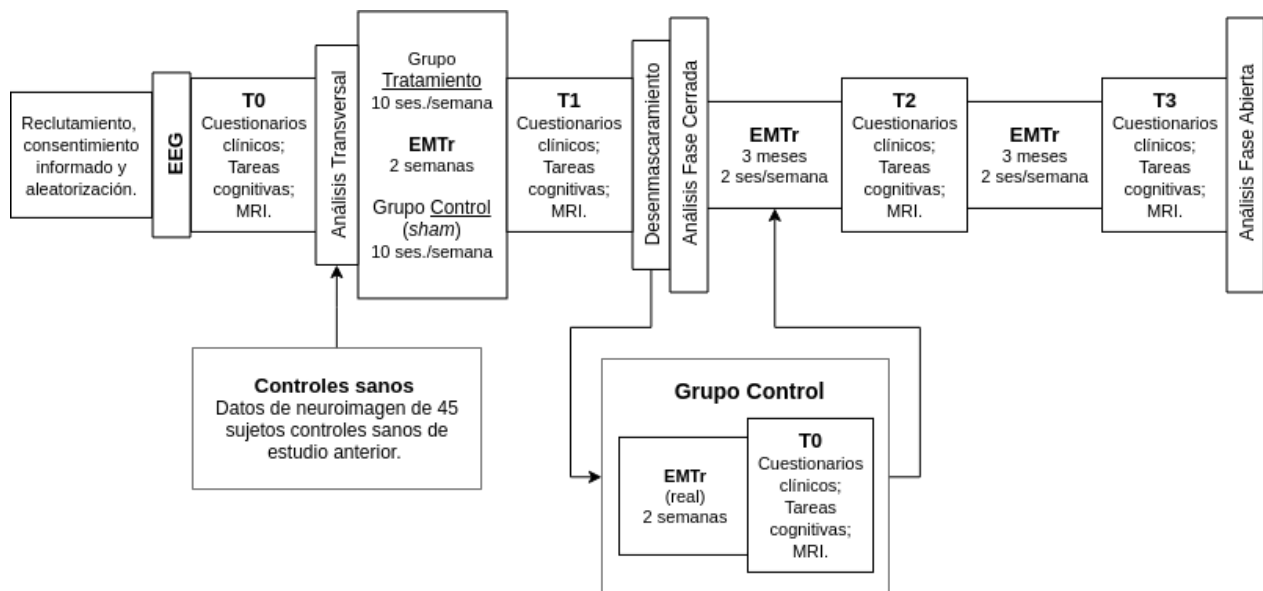 Reclutamiento,
consentimiento
informado y
aleatorización.
EEG
T0
Cuestionarios
clínicos;
Tareas
cognitivas;
MRI.
Análisis Transversal
Grupo
Tratamiento
10 ses./semana
EMTr
2 semanas
Grupo Control
(sham)
10 ses./semana
T1
Cuestionarios
clínicos;
Tareas
cognitivas;
MRI.
Desenmascaramiento
Análisis Fase Cerrada
EMTr
3 meses
2 ses/semana
T2
Cuestionarios
clínicos;
Tareas
cognitivas;
MRI.
EMTr
3 meses
2 ses/semana
T3
Cuestionarios
clínicos;
Tareas
cognitivas;
MRI.
Análisis Fase Abierta
Controles sanos
Datos de neuroimagen de 45
sujetos controles sanos de
estudio anterior.
Grupo Control
EMTr
(real)
2 semanas
T0
Cuestionarios
clínicos;
Tareas
cognitivas;
MRI.